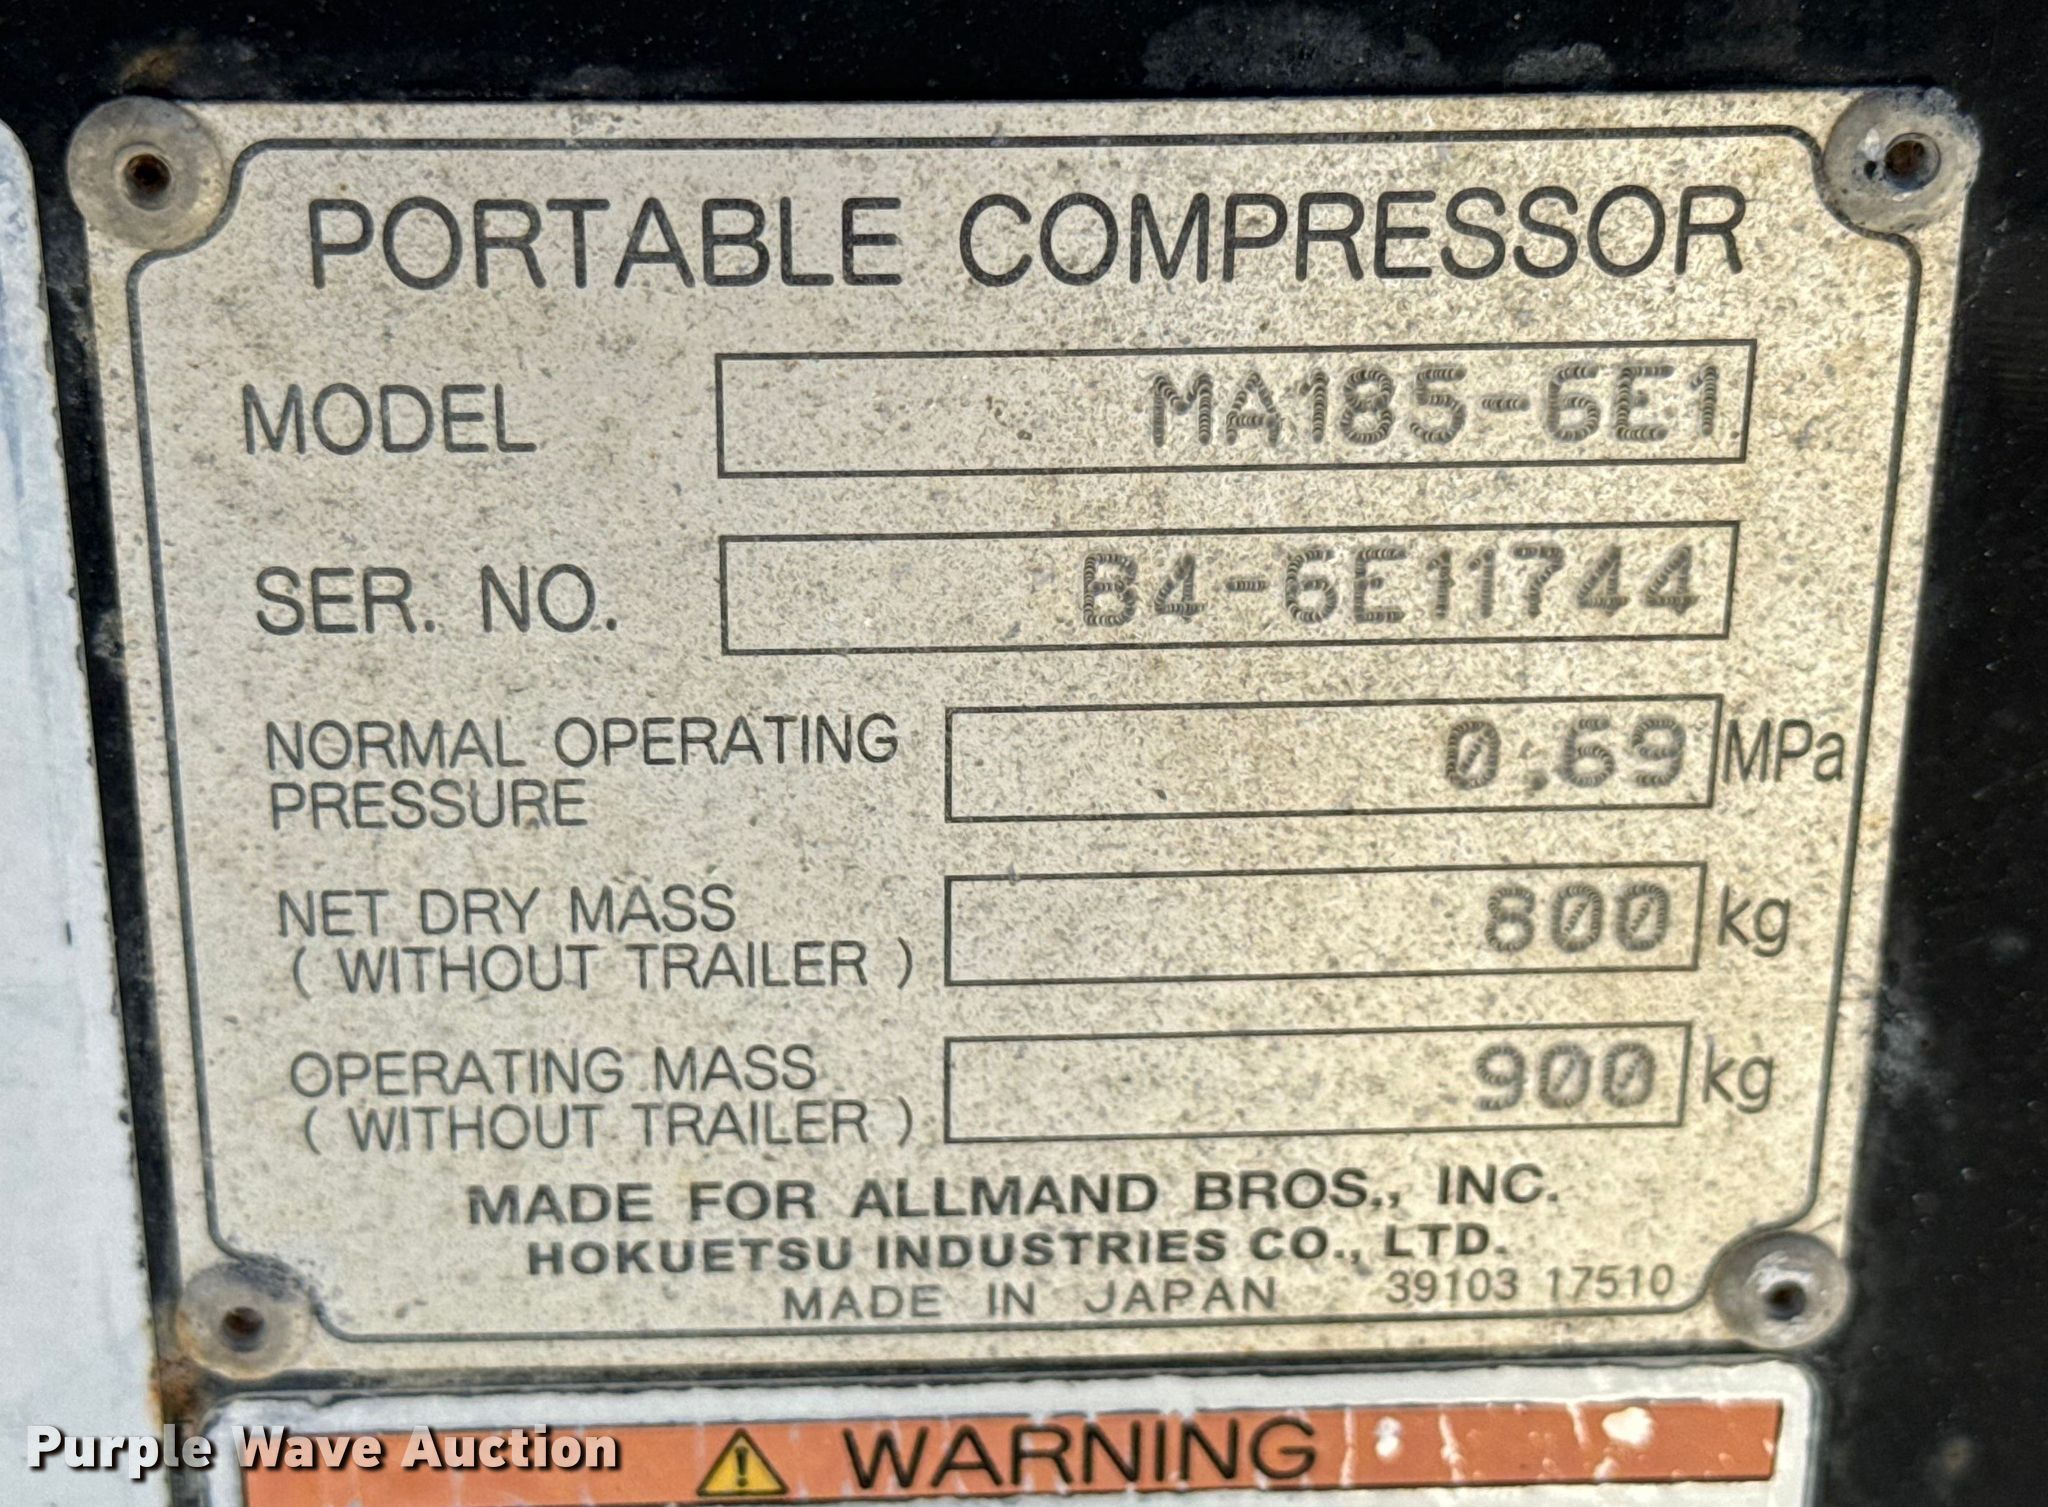 PORTABLE COMPRESSOR
MODEL MA185-6E1
SER. NO. B4-6E11744
NORMAL OPERATING
PRESSURE 0.69 MPa
NET DRY MASS
( WITHOUT TRAILER ) 800 kg
OPERATING MASS
( WITHOUT TRAILER ) 900 kg
MADE FOR ALLMAND BROS., INC.
HOKUETSU INDUSTRIES CO., LTD.
MADE IN JAPAN 39103 17510
WARNING
Purple Wave Auction